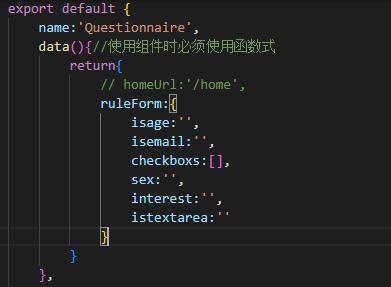 export default {
name:'Questionnaire',
data(){//使用组件时必须使用函数式
return{
// homeUrl:'/home',
ruleForm:{
isage:'',
isemail:'',
checkboxs:[],
sex:'',
interest:'',
istextarea:''
}
}
},